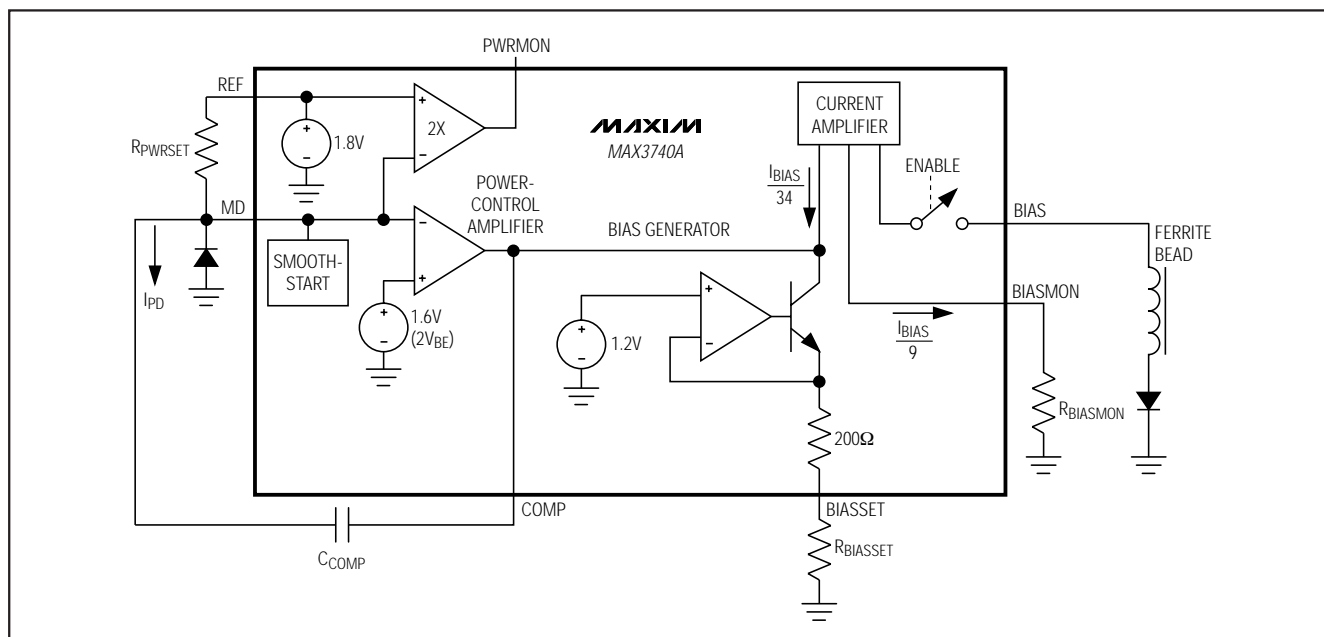 PWRMON
REF
+
2X
−
RPWRSET
+
−
1.8V
MAXIM
MAX3740A
CURRENT
AMPLIFIER
ENABLE
IBIAS
34
MD
POWER-
CONTROL
AMPLIFIER
BIAS GENERATOR
BIAS
FERRITE
BEAD
−
+
SMOOTH-
START
IPD
+
−
1.6V
(2VBE)
+
−
1.2V
+
−
BIASMON
IBIAS
9
RBIASMON
200Ω
COMP
BIASSET
CCOMP
RBIASSET